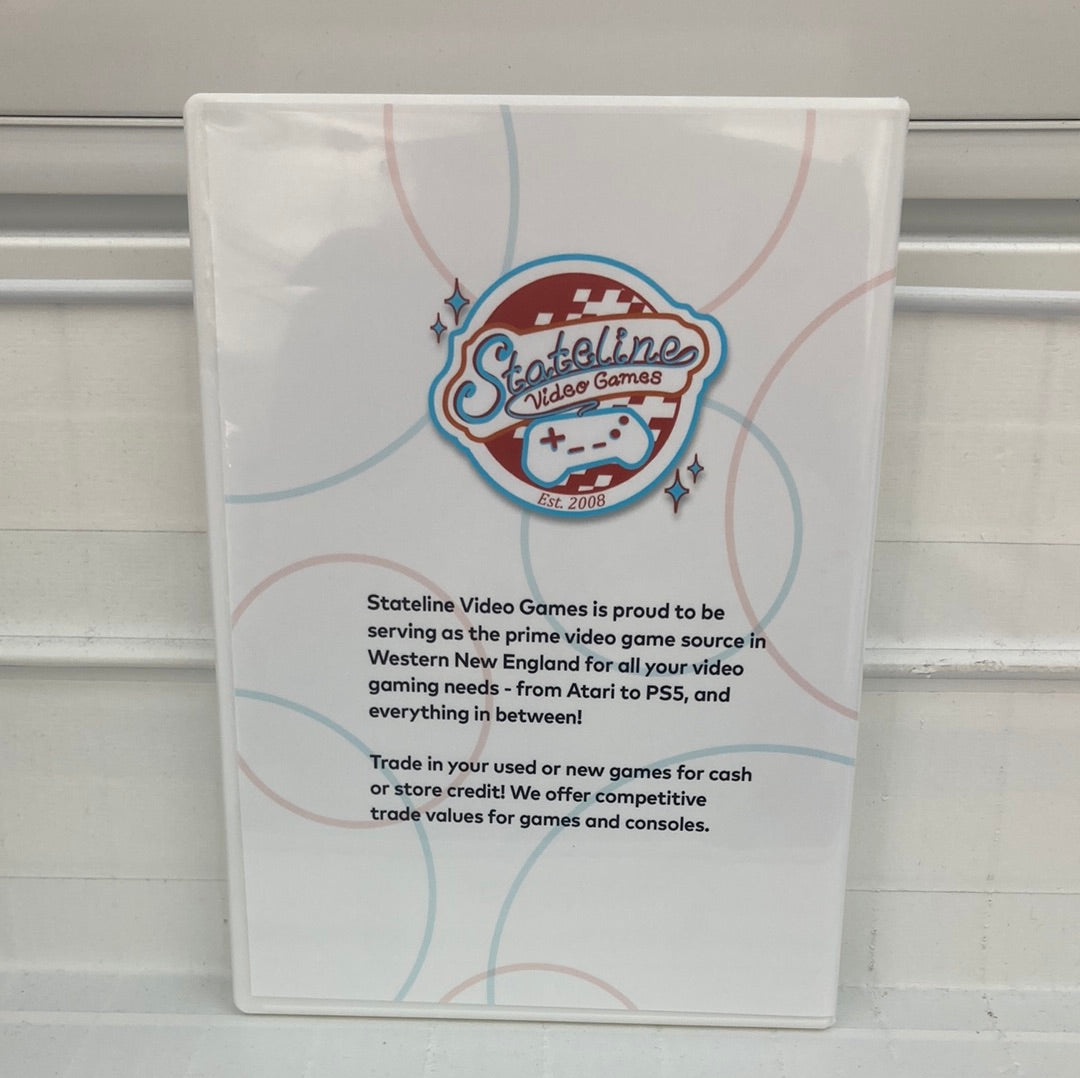 Stateline
Video Games
Est. 2008
Stateline Video Games is proud to be
serving as the prime video game source in
Western New England for all your video
gaming needs - from Atari to PS5, and
everything in between!
Trade in your used or new games for cash
or store credit! We offer competitive
trade values for games and consoles.